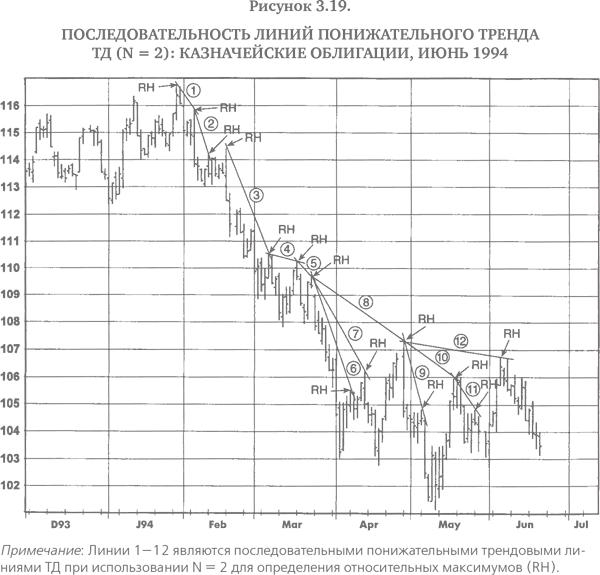 Рисунок 3.19.
ПОСЛЕДОВАТЕЛЬНОСТЬ ЛИНИЙ ПОНИЖАТЕЛЬНОГО ТРЕНДА
ТД (N = 2): КАЗНАЧЕЙСКИЕ ОБЛИГАЦИИ, ИЮНЬ 1994
RH 1
116
RH
2 RH
RH
115
114
113
3
112
RH
111
4 RH
5 RH
110
109
8
RH
108
7
RH
12
107
RH 6
RH
9
10 RH
106
RH
11
105
104
103
102
D93 J94 Feb Mar Apr May Jun Jul
Примечание: Линии 1—12 являются последовательными понижательными трендовыми ли-
ниями ТД при использовании N = 2 для определения относительных максимумов (RH).